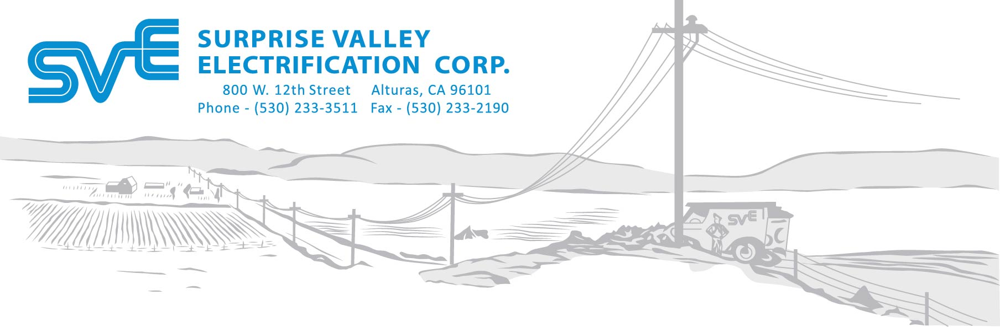 SVE
SURPRISE VALLEY
ELECTRIFICATION CORP.
800 W. 12th Street Alturas, CA 96101
Phone - (530) 233-3511 Fax - (530) 233-2190
SVE